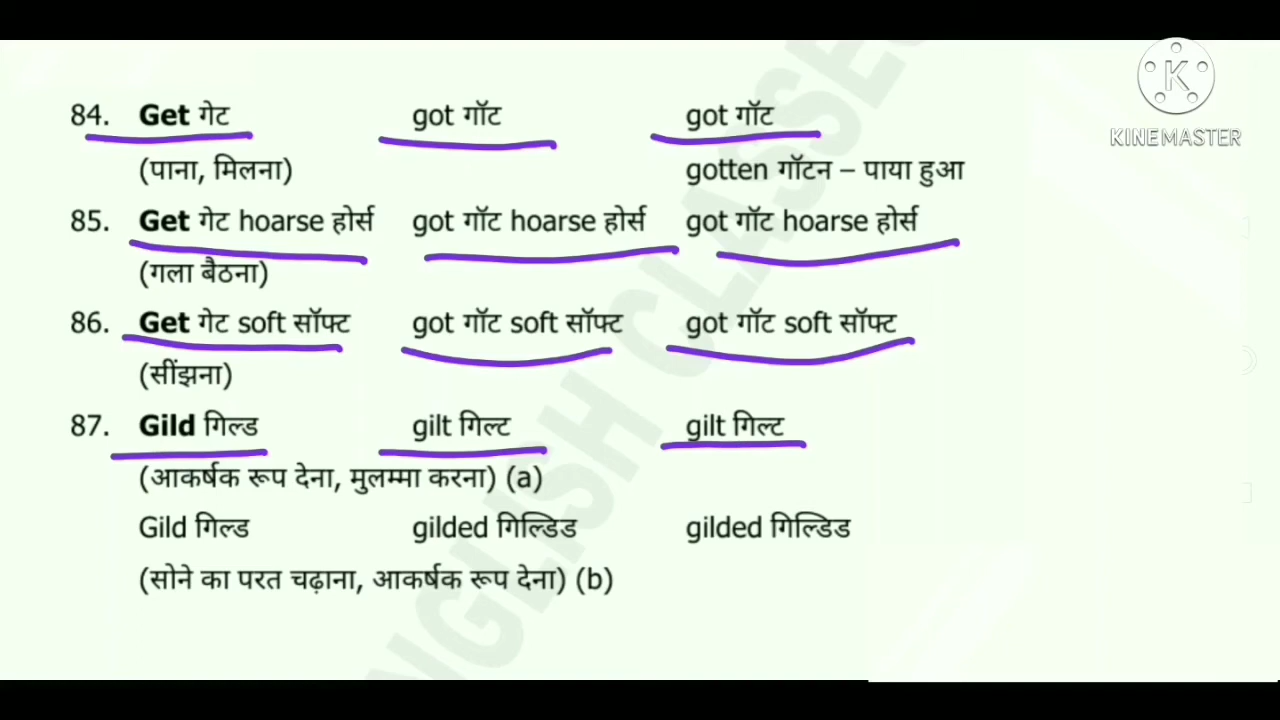 84. Get गेट got गॉट got गॉट
(पाना, मिलना) gotten गॉटन – पाया हुआ
85. Get गेट hoarse होर्स got गॉट hoarse होर्स got गॉट hoarse होर्स
(गला बैठना)
86. Get गेट soft सॉफ्ट got गॉट soft सॉफ्ट got गॉट soft सॉफ्ट
(सींझना)
87. Gild गिल्ड gilt गिल्ट gilt गिल्ट
(आकर्षक रूप देना, मुलम्मा करना) (a)
Gild गिल्ड gilded गिल्डिड gilded गिल्डिड
(सोने का परत चढ़ाना, आकर्षक रूप देना) (b)
K
KINEMASTER
ENGLISH CLASSES